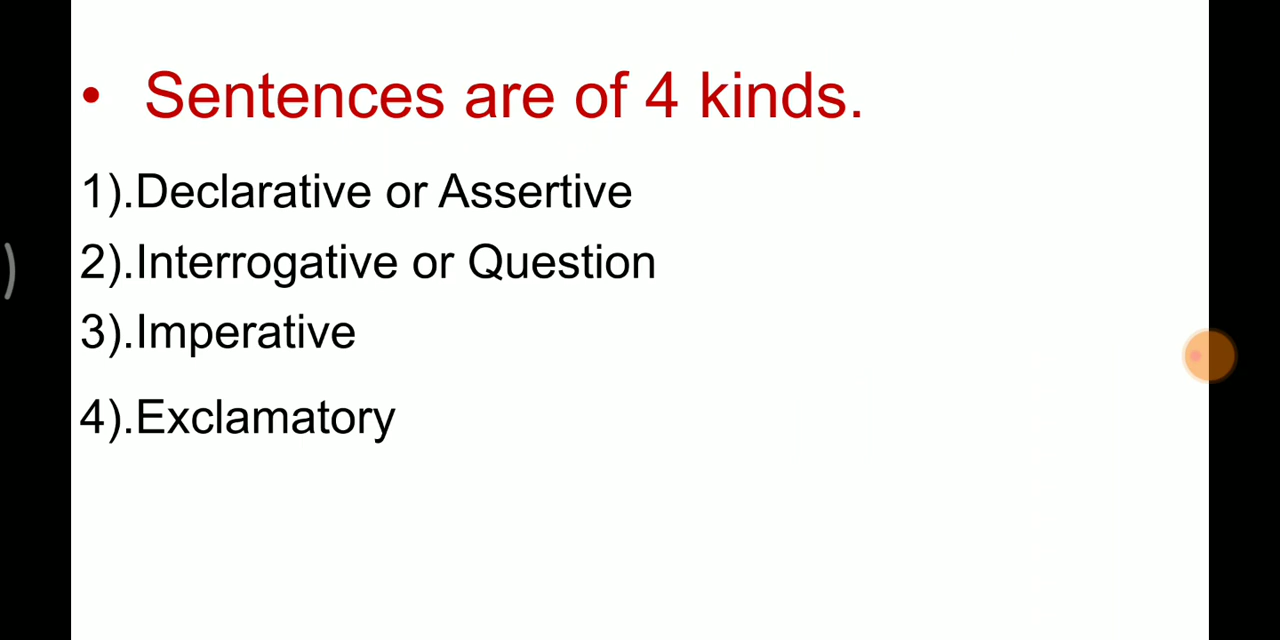 • Sentences are of 4 kinds.
1).Declarative or Assertive
2).Interrogative or Question
3).Imperative
4).Exclamatory